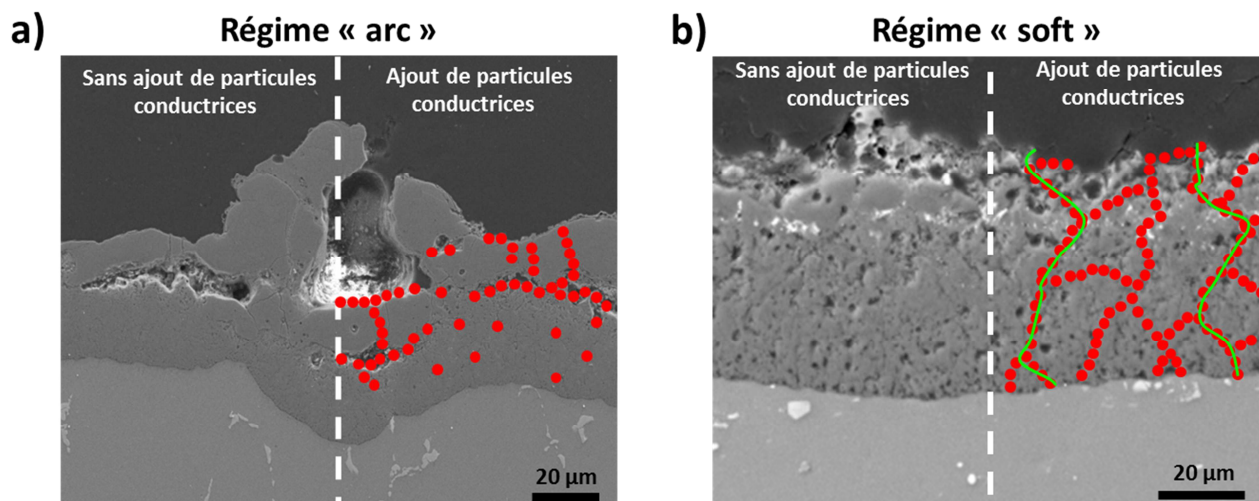 a)
Régime « arc »
Sans ajout de particules
conductrices
Ajout de particules
conductrices
20 µm
b)
Régime « soft »
Sans ajout de particules
conductrices
Ajout de particules
conductrices
20 µm